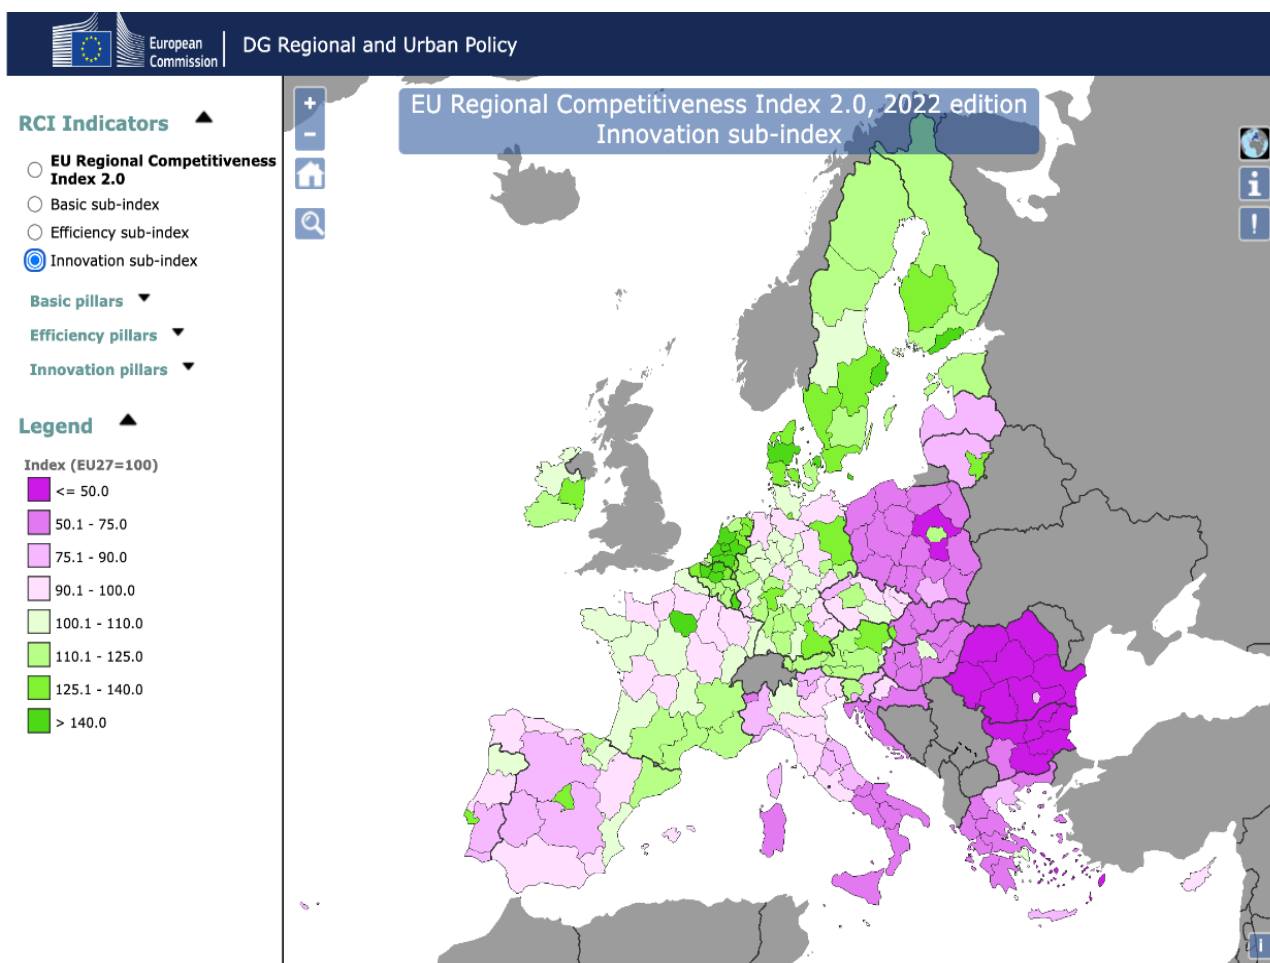 European
Commission
DG Regional and Urban Policy
RCI Indicators
EU Regional Competitiveness
Index 2.0
Basic sub-index
Efficiency sub-index
Innovation sub-index
Basic pillars
Efficiency pillars
Innovation pillars
Legend
Index (EU27=100)
<= 50.0
50.1 - 75.0
75.1 - 90.0
90.1 - 100.0
100.1 - 110.0
110.1 - 125.0
125.1 - 140.0
> 140.0
+
−
EU Regional Competitiveness Index 2.0, 2022 edition
Innovation sub-index
i
!
i